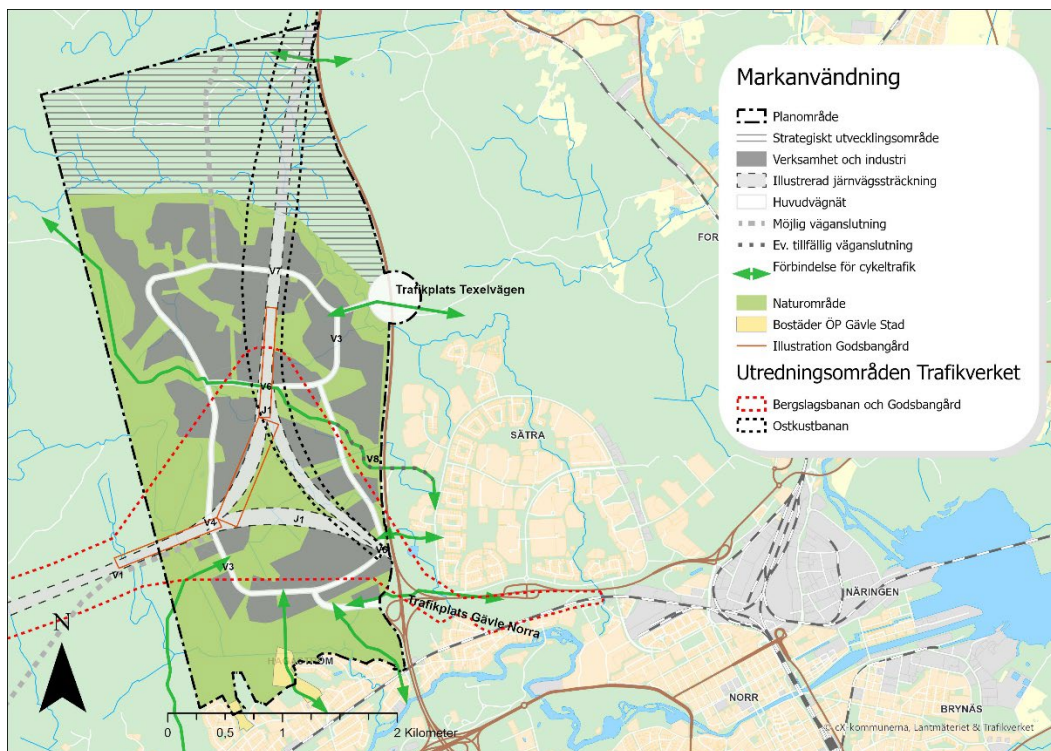 Markanvändning
Planområde
Strategiskt utvecklingsområde
Verksamhet och industri
Illustrerad järnvägssträckning
Huvudvägnät
Möjlig väganslutning
Ev. tillfällig väganslutning
Förbindelse för cykeltrafik
Naturområde
Bostäder ÖP Gävle Stad
Illustration Godsbangård
Utredningsområden Trafikverket
Bergslagsbanan och Godsbangård
Ostkustbanan
FOR
V7
Trafikplats Texelvägen
V3
V6
J1
SÄTRA
V8
V4
J1
V1
V3
Trafikplats Gävle Norra
NÄRINGEN
N
NORR
BRYNÄS
0 0,5 1 2 Kilometer
© cX-kommunerna, Lantmäteriet & Trafikverket